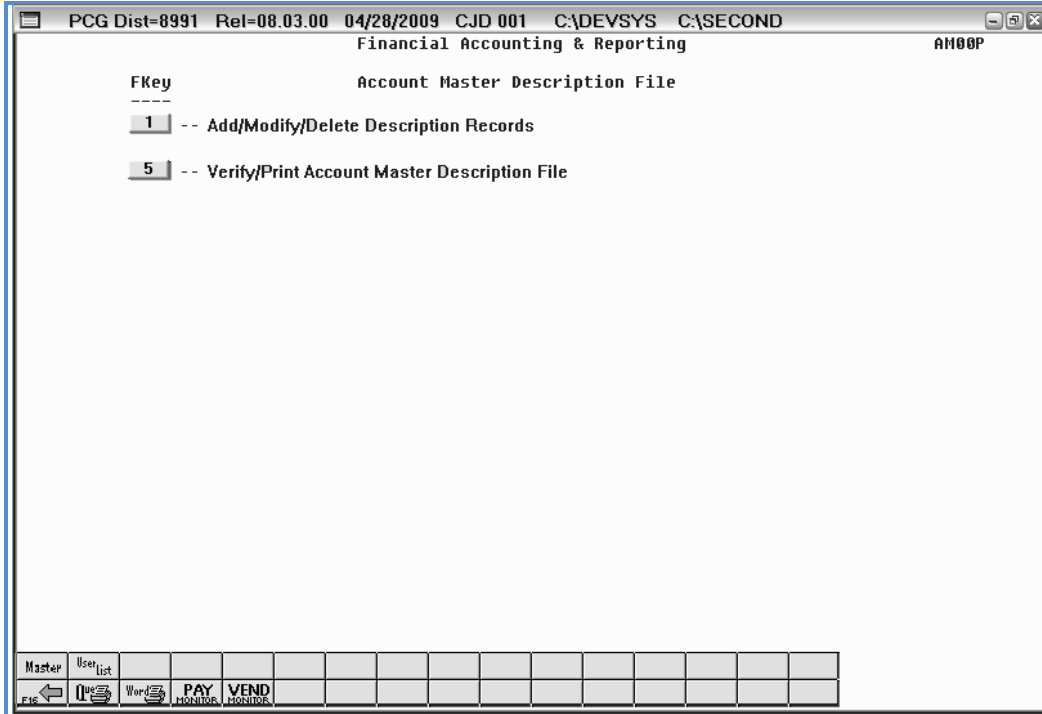 PCG Dist=8991 Rel=08.03.00 04/28/2009 CJD 001 C:\DEVSYS C:\SECOND
Financial Accounting & Reporting AM00P
FKey Account Master Description File
----
1 -- Add/Modify/Delete Description Records
5 -- Verify/Print Account Master Description File
Master User List
F16 Que Word PAY MONITOR VEND MONITOR